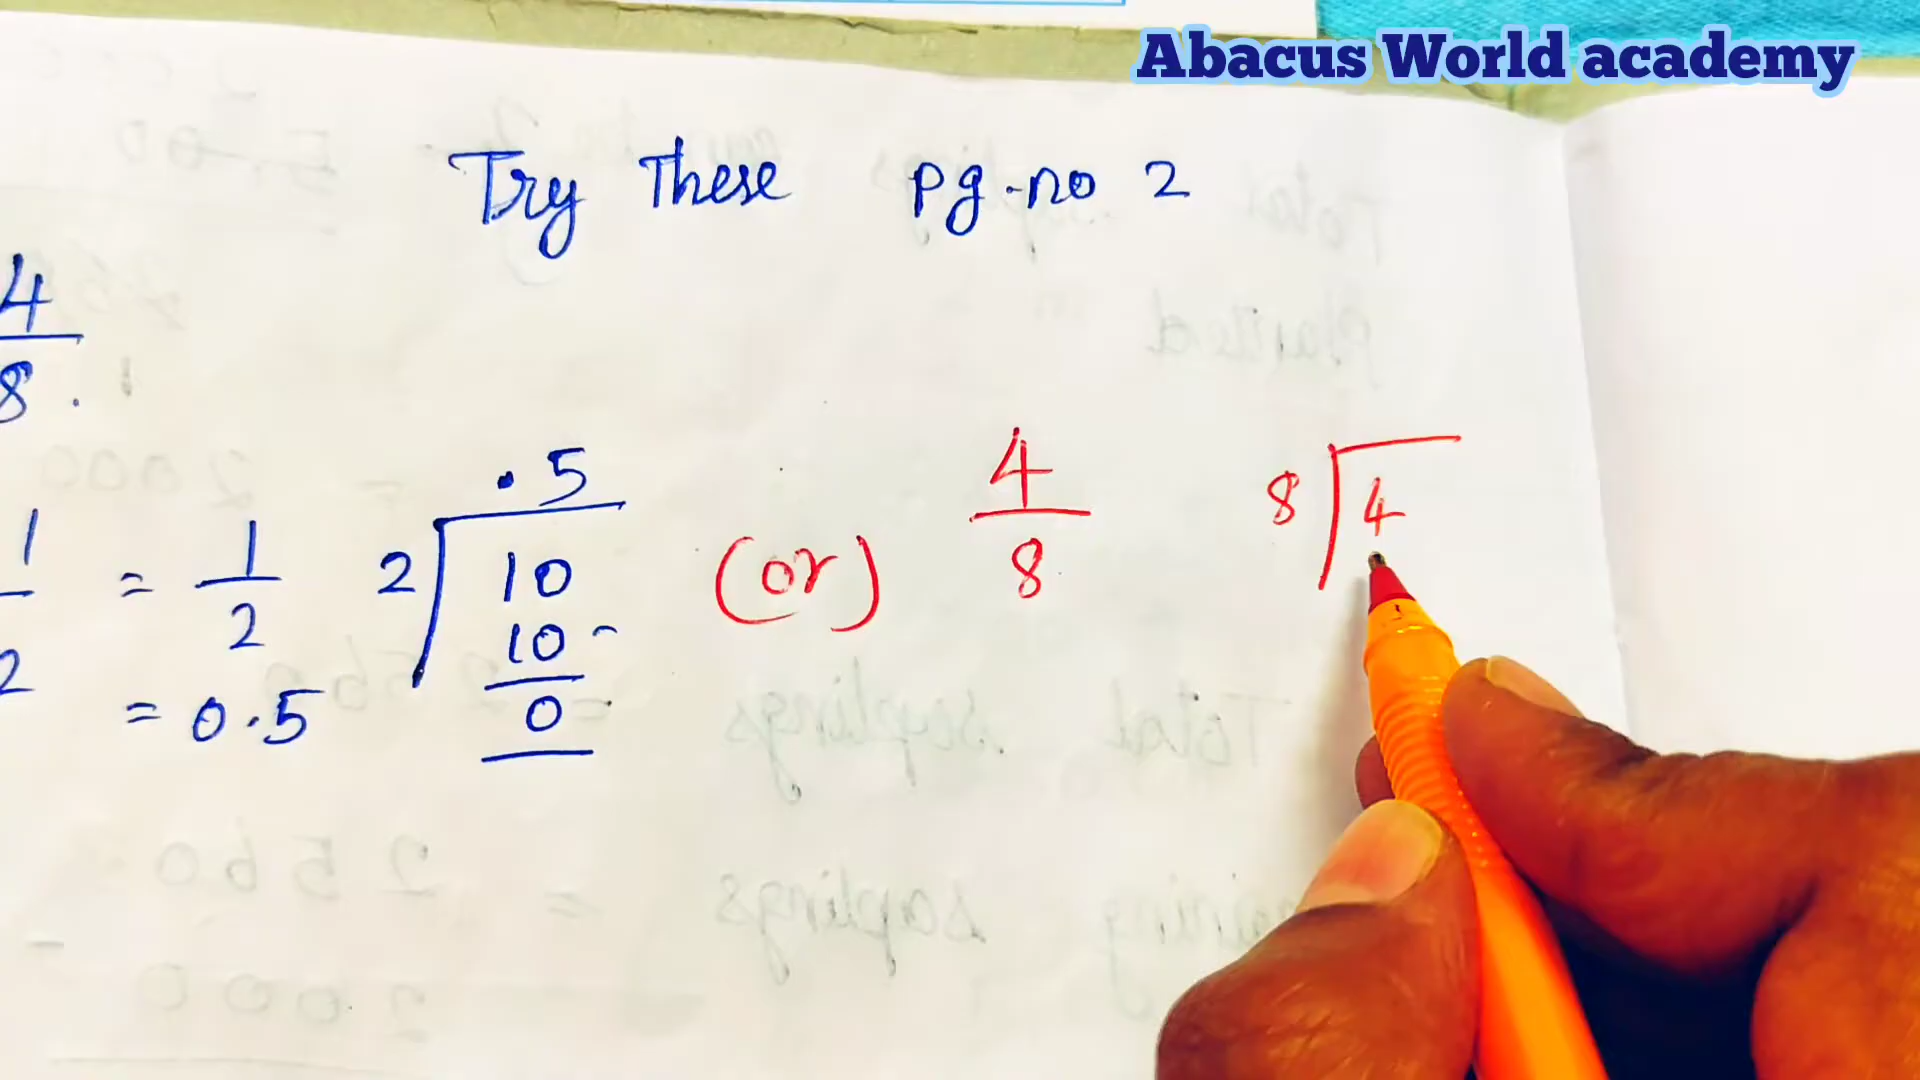 Abacus World academy
Try These pg.no 2
4
8.
.5
1 = 1 2 10 (or) 4 8 4
2 2 10 - 8
= 0.5 0